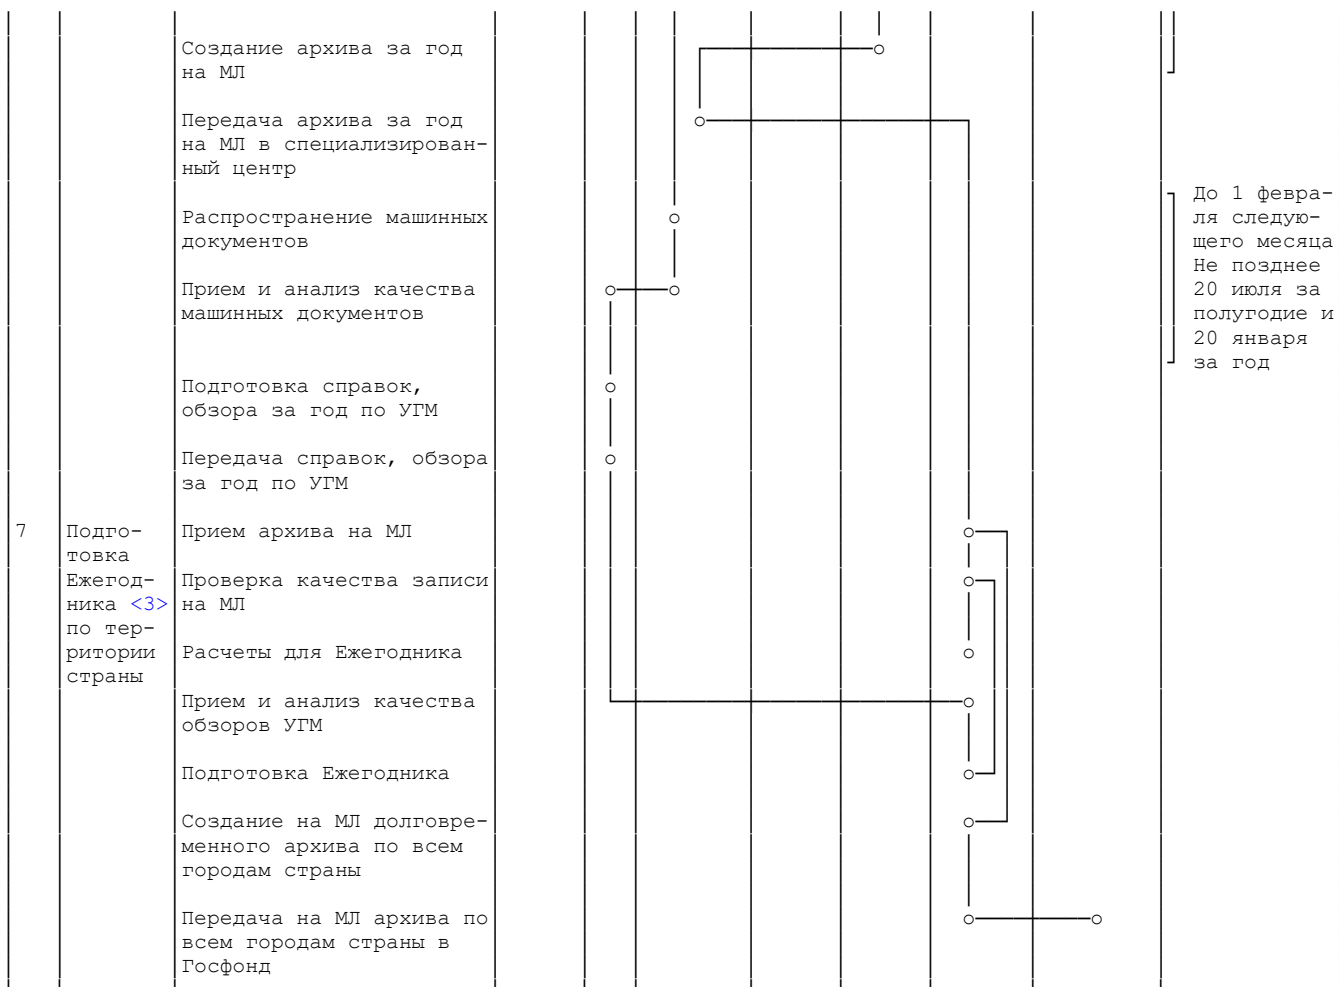 Создание архива за год
на МЛ
Передача архива за год
на МЛ в специализирован-
ный центр
Распространение машинных
документов
Прием и анализ качества
машинных документов
До 1 февра-
ля следую-
щего месяца
Не позднее
20 июля за
полугодие и
20 января
за год
Подготовка справок,
обзора за год по УГМ
Передача справок, обзора
за год по УГМ
7
Подго-
товка
Ежегод-
ника <3>
по тер-
ритории
страны
Прием архива на МЛ
Проверка качества записи
на МЛ
Расчеты для Ежегодника
Прием и анализ качества
обзоров УГМ
Подготовка Ежегодника
Создание на МЛ долговре-
менного архива по всем
городам страны
Передача на МЛ архива по
всем городам страны в
Госфонд